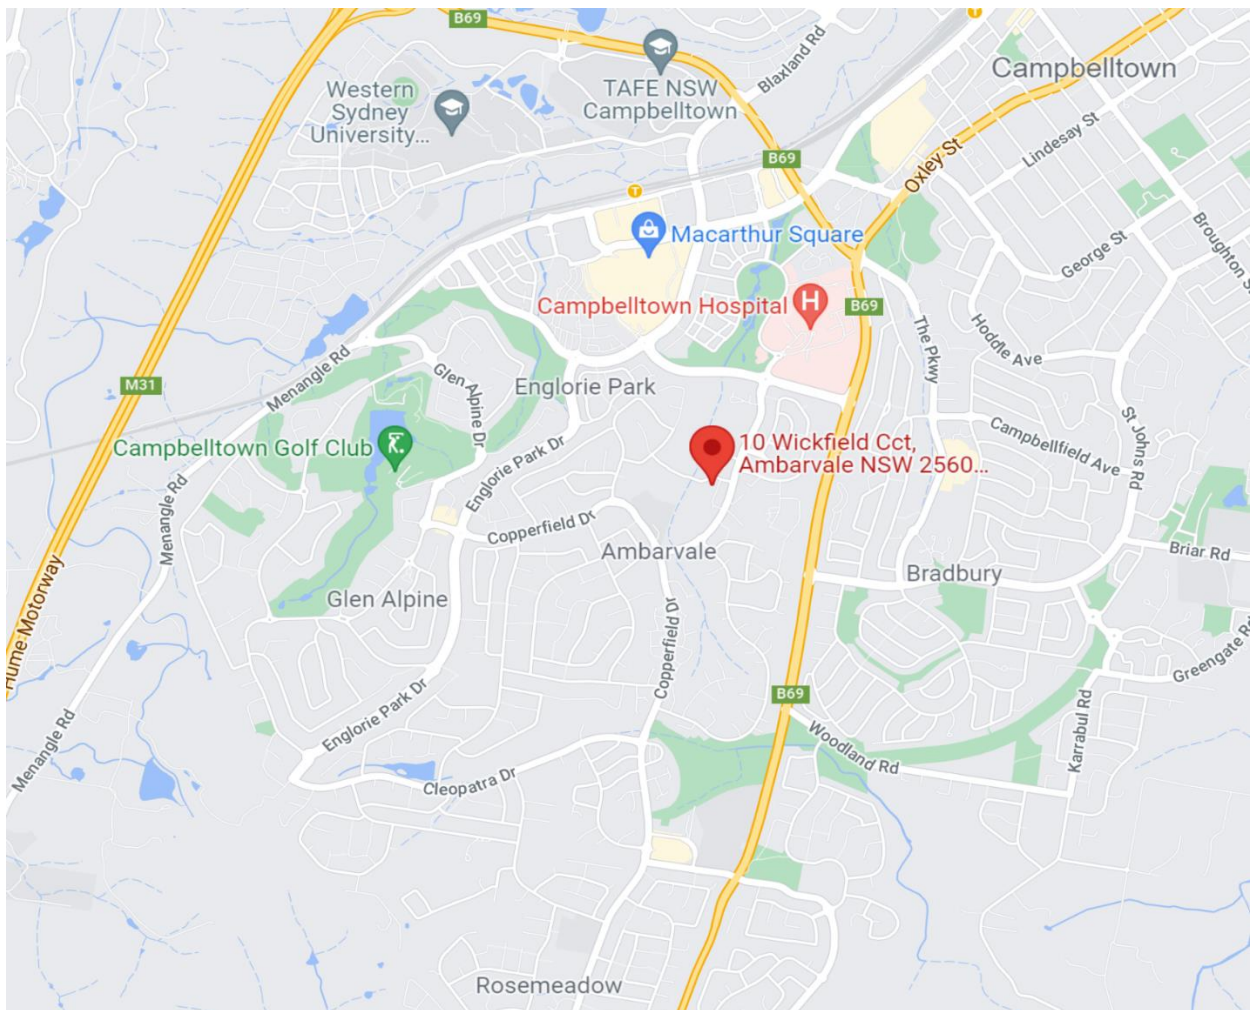 B69
Blaxland Rd
TAFE NSW
Campbelltown
Campbelltown
Western
Sydney
University...
Lindesay St
B69
Oxley St
T
T
Broughton St
Macarthur Square
George St
Campbelltown Hospital
H
B69
The Pkwy
Hoddle Ave
Menangle Rd
Glen Alpine Dr
Englorie Park
M31
St Johns Rd
Campbelltown Golf Club
Englorie Park Dr
10 Wickfield Cct,
Ambarvale NSW 2560...
Campbellfield Ave
Menangle Rd
Copperfield Dr
Ambarvale
Briar Rd
Bradbury
Hume Motorway
Glen Alpine
Copperfield Dr
Greengate Rd
Englorie Park Dr
B69
Woodland Rd
Karrabul Rd
Menangle Rd
Cleopatra Dr
Rosemeadow